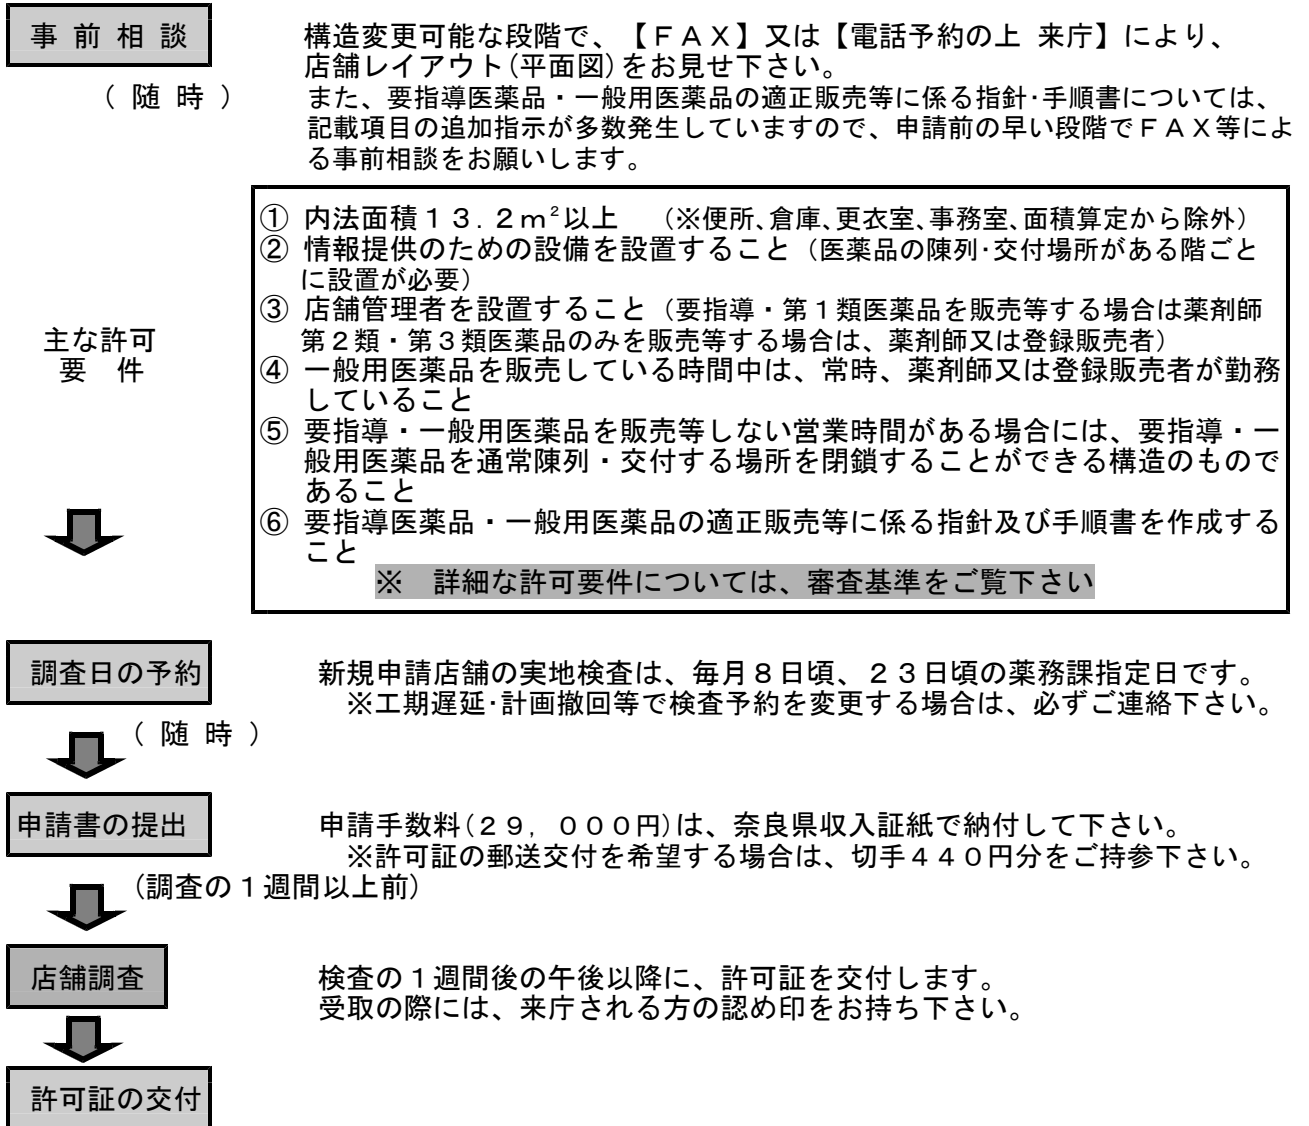 事 前 相 談
構造変更可能な段階で、【ＦＡＸ】又は【電話予約の上 来庁】により、
店舗レイアウト(平面図)をお見せ下さい。
（ 随 時 ）
また、要指導医薬品・一般用医薬品の適正販売等に係る指針･手順書については、
記載項目の追加指示が多数発生していますので、申請前の早い段階でＦＡＸ等によ
る事前相談をお願いします。
主な許可
要　件
① 内法面積１３．２ｍ²以上　（※便所、倉庫、更衣室、事務室、面積算定から除外）
② 情報提供のための設備を設置すること（医薬品の陳列･交付場所がある階ごと
に設置が必要）
③ 店舗管理者を設置すること（要指導・第１類医薬品を販売等する場合は薬剤師
第２類・第３類医薬品のみを販売等する場合は、薬剤師又は登録販売者）
④ 一般用医薬品を販売している時間中は、常時、薬剤師又は登録販売者が勤務
していること
⑤ 要指導・一般用医薬品を販売等しない営業時間がある場合には、要指導・一
般用医薬品を通常陳列・交付する場所を閉鎖することができる構造のもので
あること
⑥ 要指導医薬品・一般用医薬品の適正販売等に係る指針及び手順書を作成する
こと
※　詳細な許可要件については、審査基準をご覧下さい
調査日の予約
新規申請店舗の実地検査は、毎月８日頃、２３日頃の薬務課指定日です。
※工期遅延･計画撤回等で検査予約を変更する場合は、必ずご連絡下さい。
（ 随 時 ）
申請書の提出
申請手数料(２９，０００円)は、奈良県収入証紙で納付して下さい。
※許可証の郵送交付を希望する場合は、切手４４０円分をご持参下さい。
(調査の１週間以上前)
店舗調査
検査の１週間後の午後以降に、許可証を交付します。
受取の際には、来庁される方の認め印をお持ち下さい。
許可証の交付